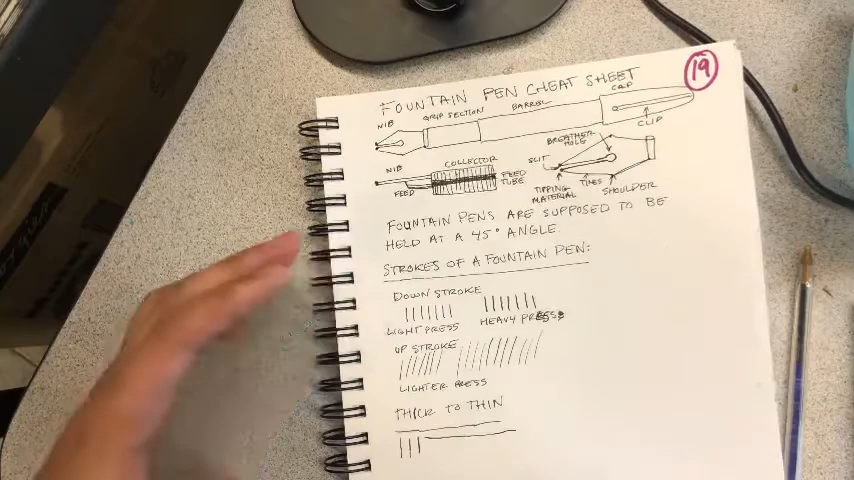 19
FOUNTAIN PEN CHEAT SHEET
NIB GRIP SECTION BARREL CAP
CLIP
BREATHER HOLE
NIB COLLECTOR SLIT
FEED FEED TUBE
TIPPING MATERIAL TINES SHOULDER
FOUNTAIN PENS ARE SUPPOSED TO BE
HELD AT A 45° ANGLE.
STROKES OF A FOUNTAIN PEN:
DOWN STROKE
LIGHT PRESS HEAVY PRESS
UP STROKE
LIGHTER PRESS
THICK TO THIN